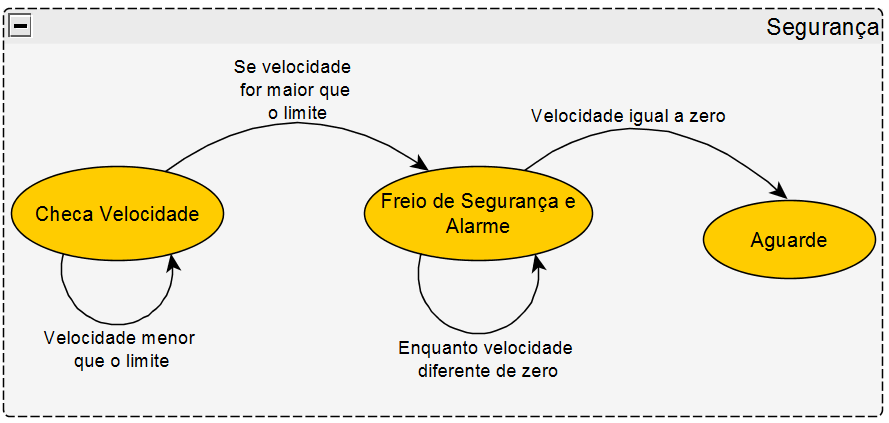 Segurança
Se velocidade
for maior que
o limite
Velocidade igual a zero
Checa Velocidade
Freio de Segurança e
Alarme
Aguarde
Velocidade menor
que o limite
Enquanto velocidade
diferente de zero